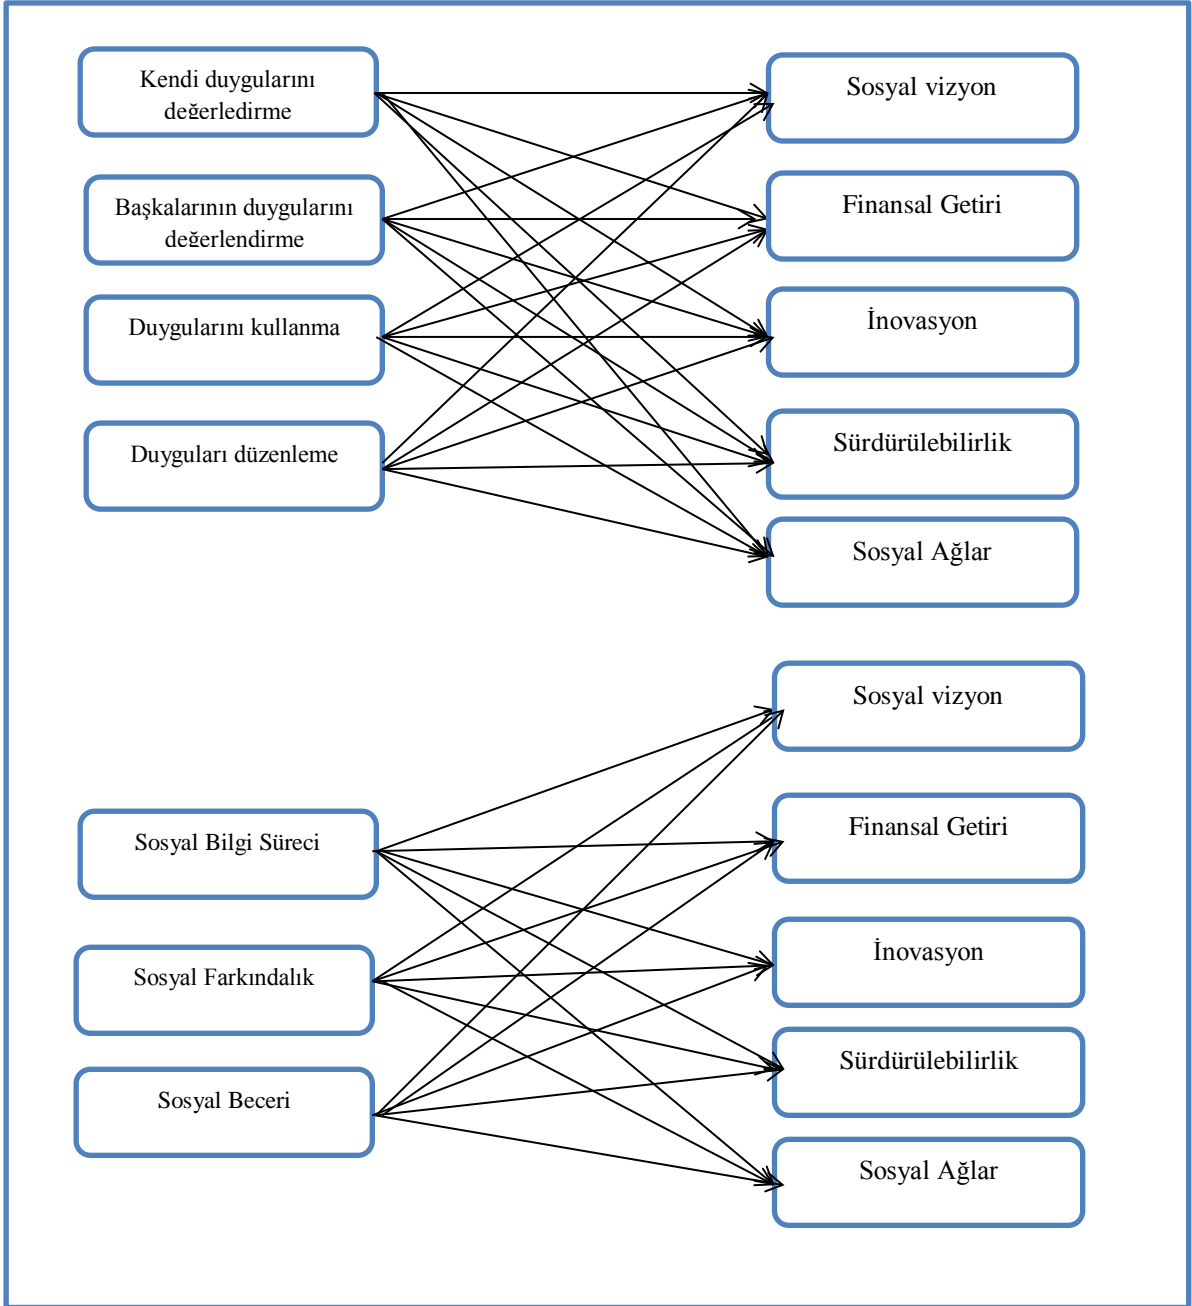 Kendi duygularını
değerledirme
Başkalarının duygularını
değerlendirme
Duygularını kullanma
Duyguları düzenleme
Sosyal vizyon
Finansal Getiri
İnovasyon
Sürdürülebilirlik
Sosyal Ağlar
Sosyal Bilgi Süreci
Sosyal Farkındalık
Sosyal Beceri
Sosyal vizyon
Finansal Getiri
İnovasyon
Sürdürülebilirlik
Sosyal Ağlar